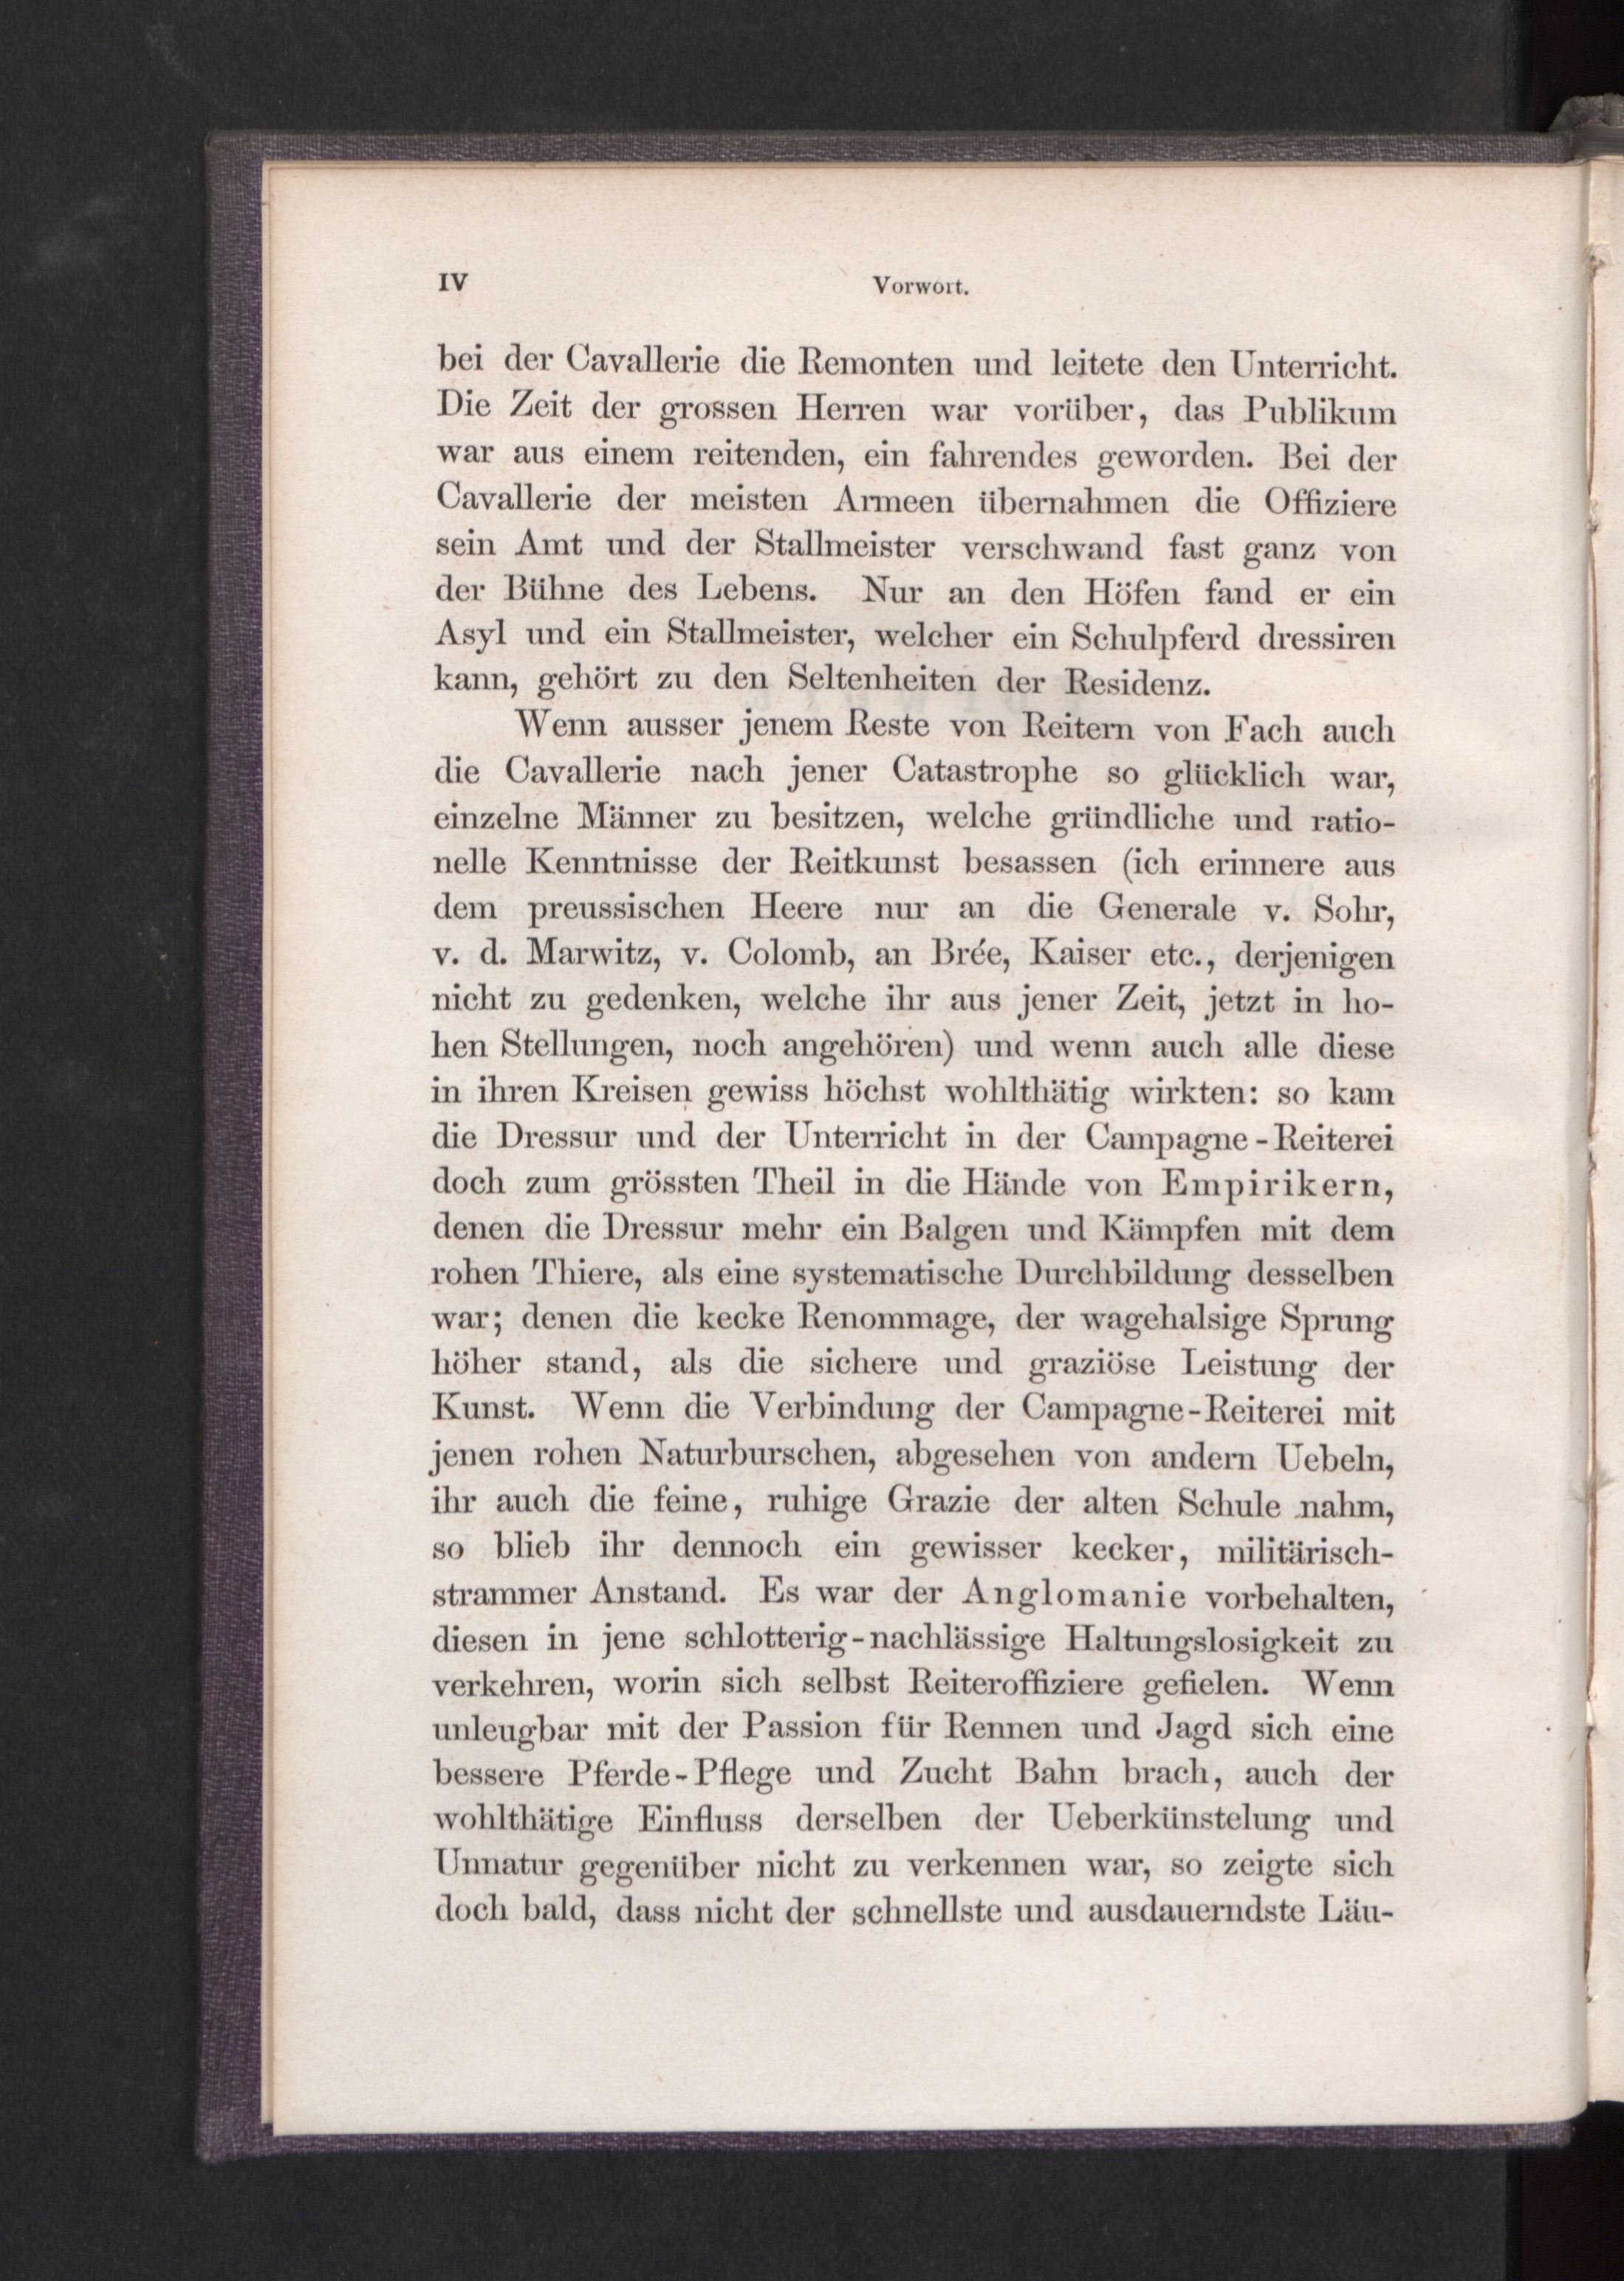 IV
Vorwort.
bei der Cavallerie die Remonten und leitete den Unterricht.
Die Zeit der grossen Herren war vorüber, das Publikum
war aus einem reitenden, ein fahrendes geworden. Bei der
Cavallerie der meisten Armeen übernahmen die Offiziere
sein Amt und der Stallmeister verschwand fast ganz von
der Bühne des Lebens. Nur an den Höfen fand er ein
Asyl und ein Stallmeister, welcher ein Schulpferd dressiren
kann, gehört zu den Seltenheiten der Residenz.
Wenn ausser jenem Reste von Reitern von Fach auch
die Cavallerie nach jener Catastrophe so glücklich war,
einzelne Männer zu besitzen, welche gründliche und ratio-
nelle Kenntnisse der Reitkunst besassen (ich erinnere aus
dem preussischen Heere nur an die Generale v. Sohr,
v. d. Marwitz, v. Colomb, an Brée, Kaiser etc., derjenigen
nicht zu gedenken, welche ihr aus jener Zeit, jetzt in ho-
hen Stellungen, noch angehören) und wenn auch alle diese
in ihren Kreisen gewiss höchst wohlthätig wirkten: so kam
die Dressur und der Unterricht in der Campagne-Reiterei
doch zum grössten Theil in die Hände von Empirikern,
denen die Dressur mehr ein Balgen und Kämpfen mit dem
rohen Thiere, als eine systematische Durchbildung desselben
war; denen die kecke Renommage, der wagehalsige Sprung
höher stand, als die sichere und graziöse Leistung der
Kunst. Wenn die Verbindung der Campagne-Reiterei mit
jenen rohen Naturburschen, abgesehen von andern Uebeln,
ihr auch die feine, ruhige Grazie der alten Schule nahm,
so blieb ihr dennoch ein gewisser kecker, militärisch-
strammer Anstand. Es war der Anglomanie vorbehalten,
diesen in jene schlotterig-nachlässige Haltungslosigkeit zu
verkehren, worin sich selbst Reiteroffiziere gefielen. Wenn
unleugbar mit der Passion für Rennen und Jagd sich eine
bessere Pferde-Pflege und Zucht Bahn brach, auch der
wohlthätige Einfluss derselben der Ueberkünstelung und
Unnatur gegenüber nicht zu verkennen war, so zeigte sich
doch bald, dass nicht der schnellste und ausdauerndste Läu-